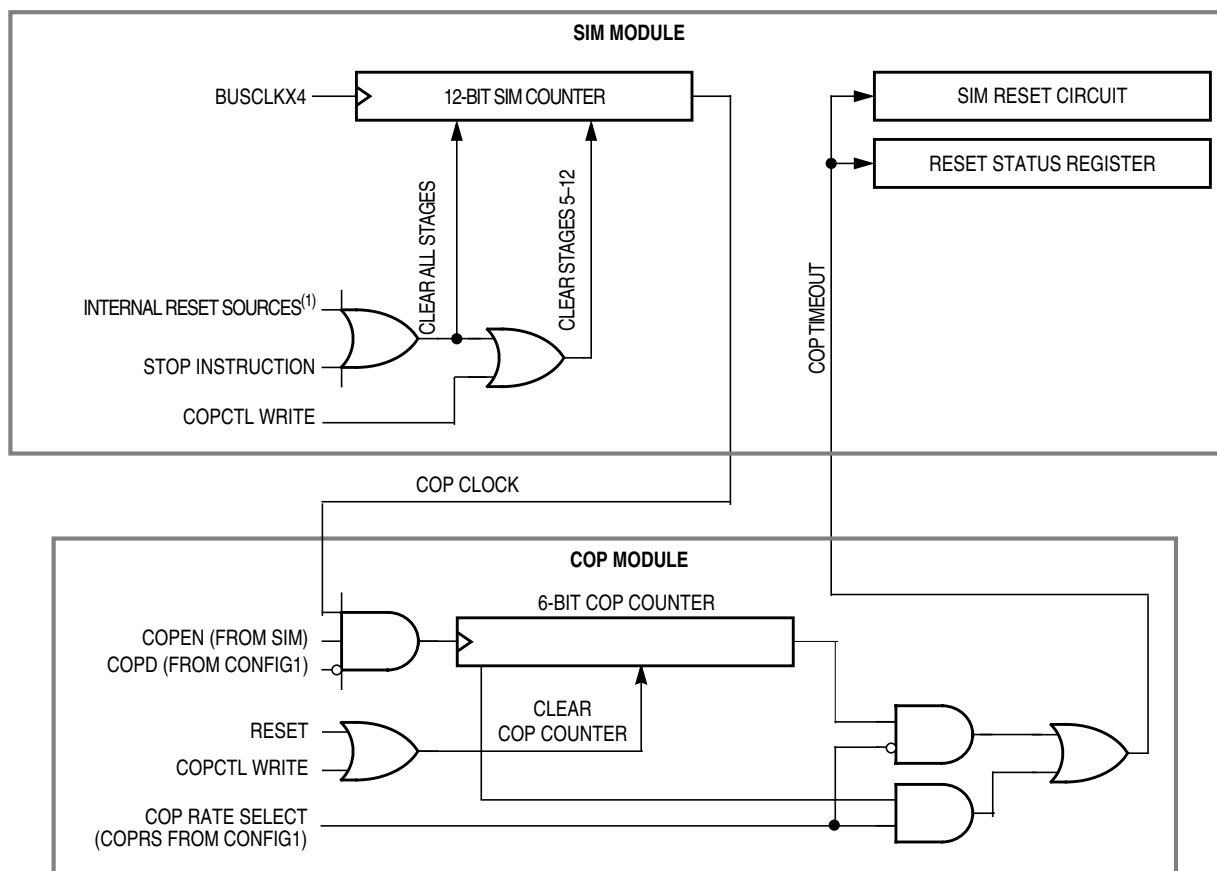 SIM MODULE
BUSCLKX4
12-BIT SIM COUNTER
SIM RESET CIRCUIT
RESET STATUS REGISTER
CLEAR ALL STAGES
CLEAR STAGES 5–12
COP TIMEOUT
INTERNAL RESET SOURCES(1)
STOP INSTRUCTION
COPCTL WRITE
COP CLOCK
COP MODULE
6-BIT COP COUNTER
COPEN (FROM SIM)
COPD (FROM CONFIG1)
CLEAR
COP COUNTER
RESET
COPCTL WRITE
COP RATE SELECT
(COPRS FROM CONFIG1)